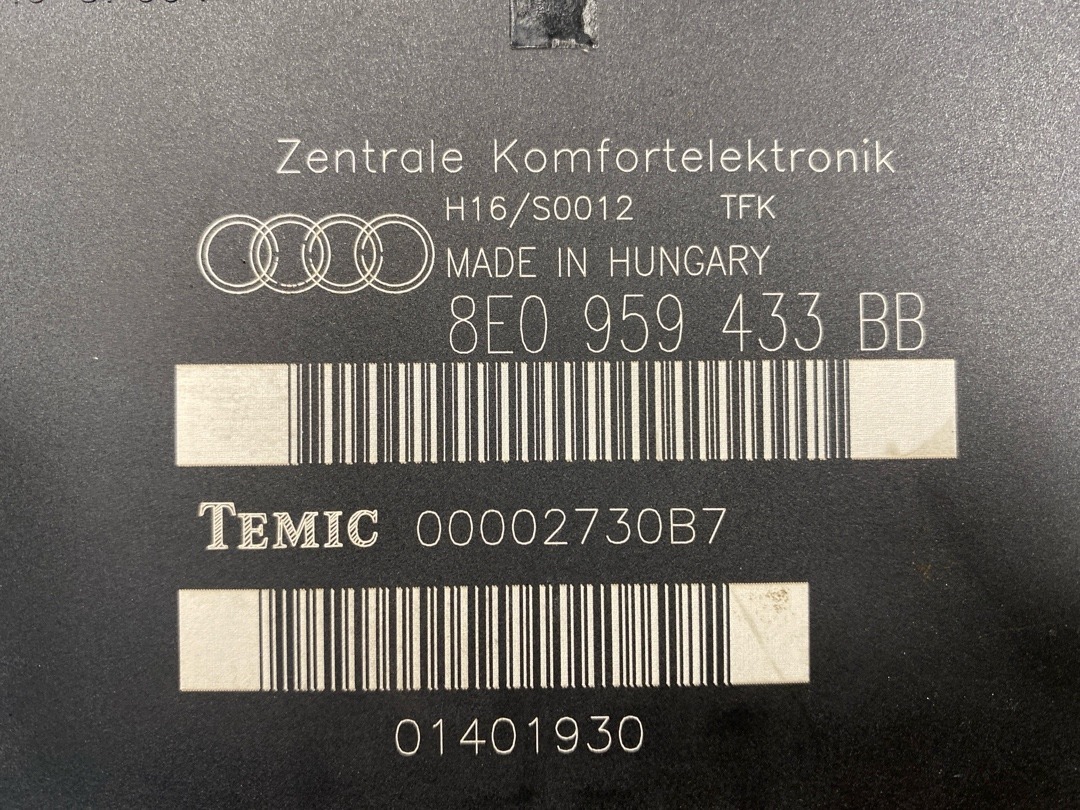 Zentrale Komfortelektronik
H16/S0012 TFK
MADE IN HUNGARY
8E0 959 433 BB
TEMIC 00002730B7
01401930